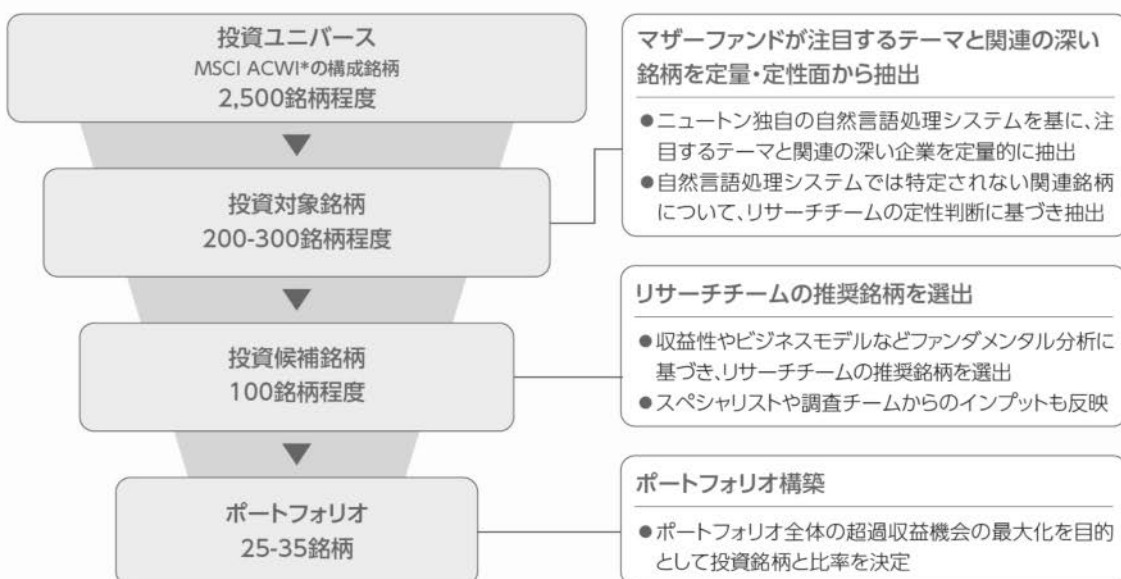 投資ユニバース
MSCI ACWI*の構成銘柄
2,500銘柄程度
▼
投資対象銘柄
200-300銘柄程度
▼
投資候補銘柄
100銘柄程度
▼
ポートフォリオ
25-35銘柄
マザーファンドが注目するテーマと関連の深い
銘柄を定量・定性面から抽出
●ニュートン独自の自然言語処理システムを基に、注
目するテーマと関連の深い企業を定量的に抽出
●自然言語処理システムでは特定されない関連銘柄
について、リサーチチームの定性判断に基づき抽出
リサーチチームの推奨銘柄を選出
●収益性やビジネスモデルなどファンダメンタル分析に
基づき、リサーチチームの推奨銘柄を選出
●スペシャリストや調査チームからのインプットも反映
ポートフォリオ構築
●ポートフォリオ全体の超過収益機会の最大化を目的
として投資銘柄と比率を決定